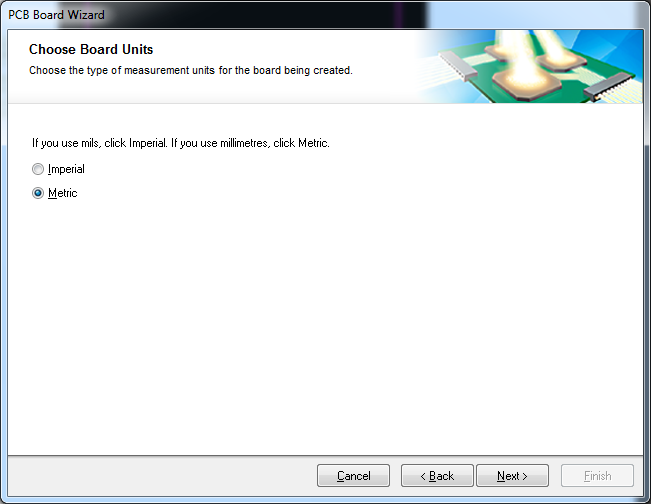 PCB Board Wizard
Choose Board Units
Choose the type of measurement units for the board being created.
If you use mils, click Imperial. If you use millimetres, click Metric.
Imperial
Metric
Cancel
< Back
Next >
Finish